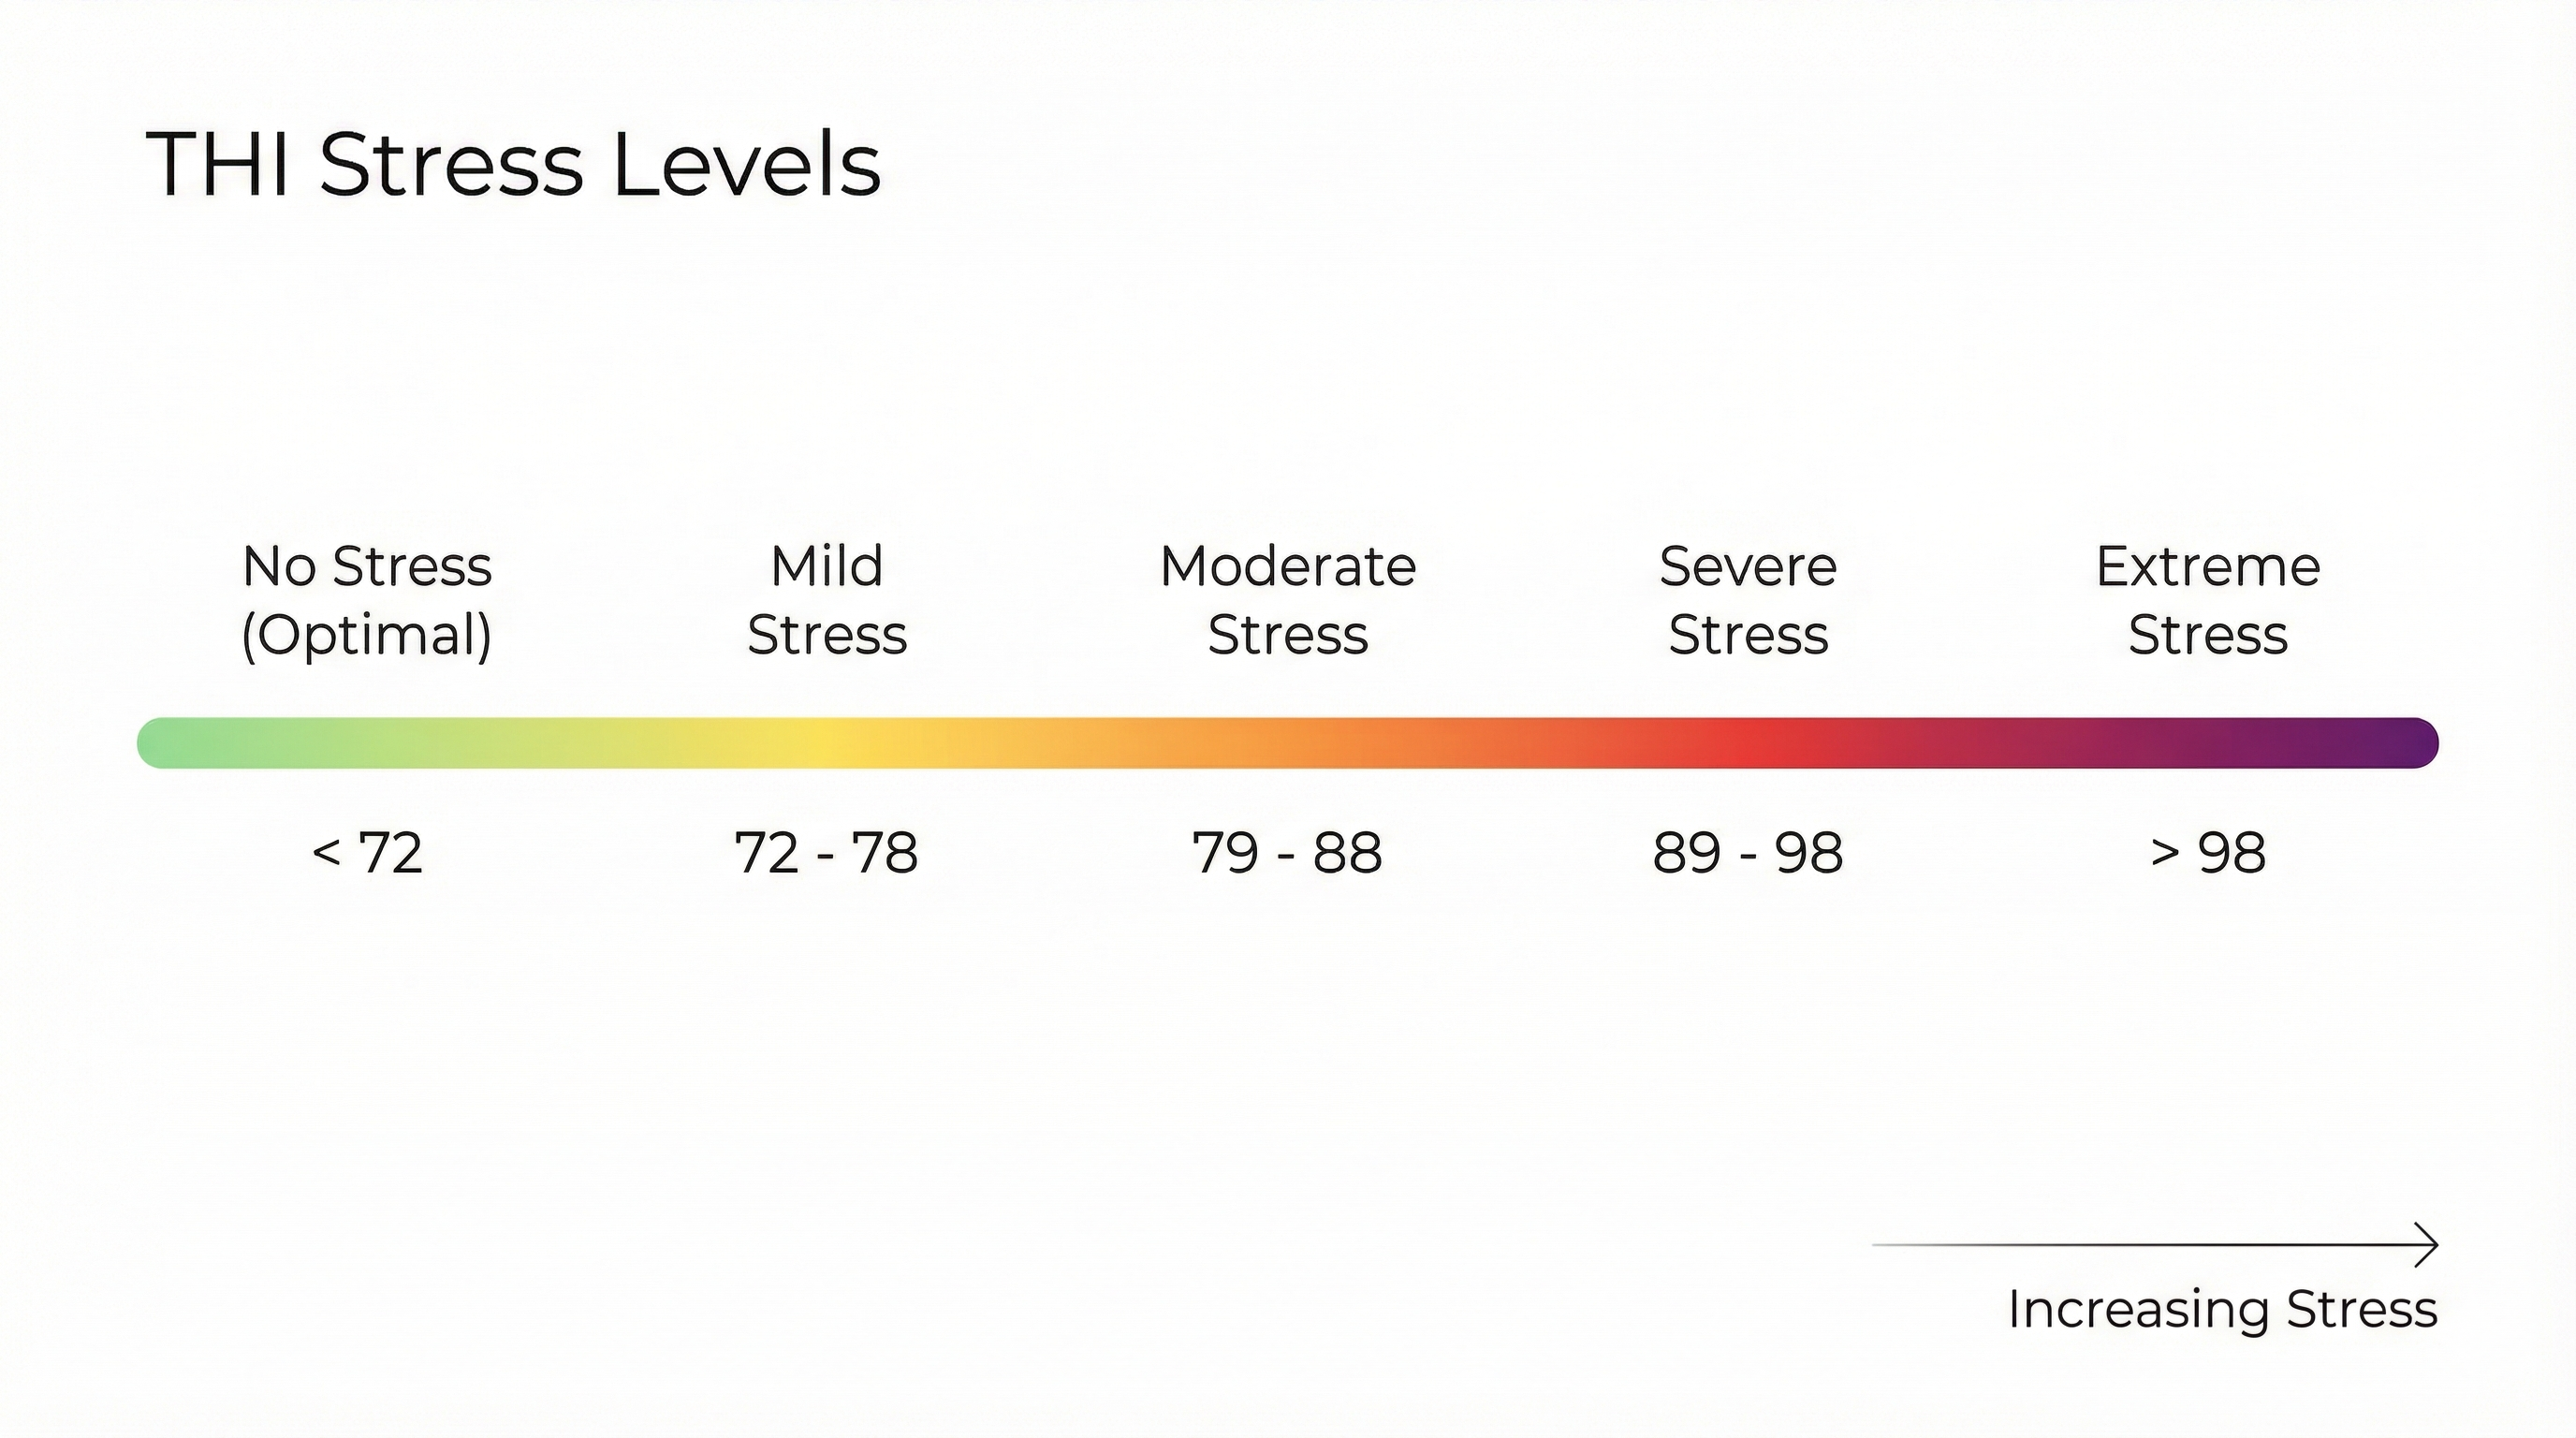 THI Stress Levels
No Stress
(Optimal)
Mild
Stress
Moderate
Stress
Severe
Stress
Extreme
Stress
< 72
72 - 78
79 - 88
89 - 98
> 98
Increasing Stress